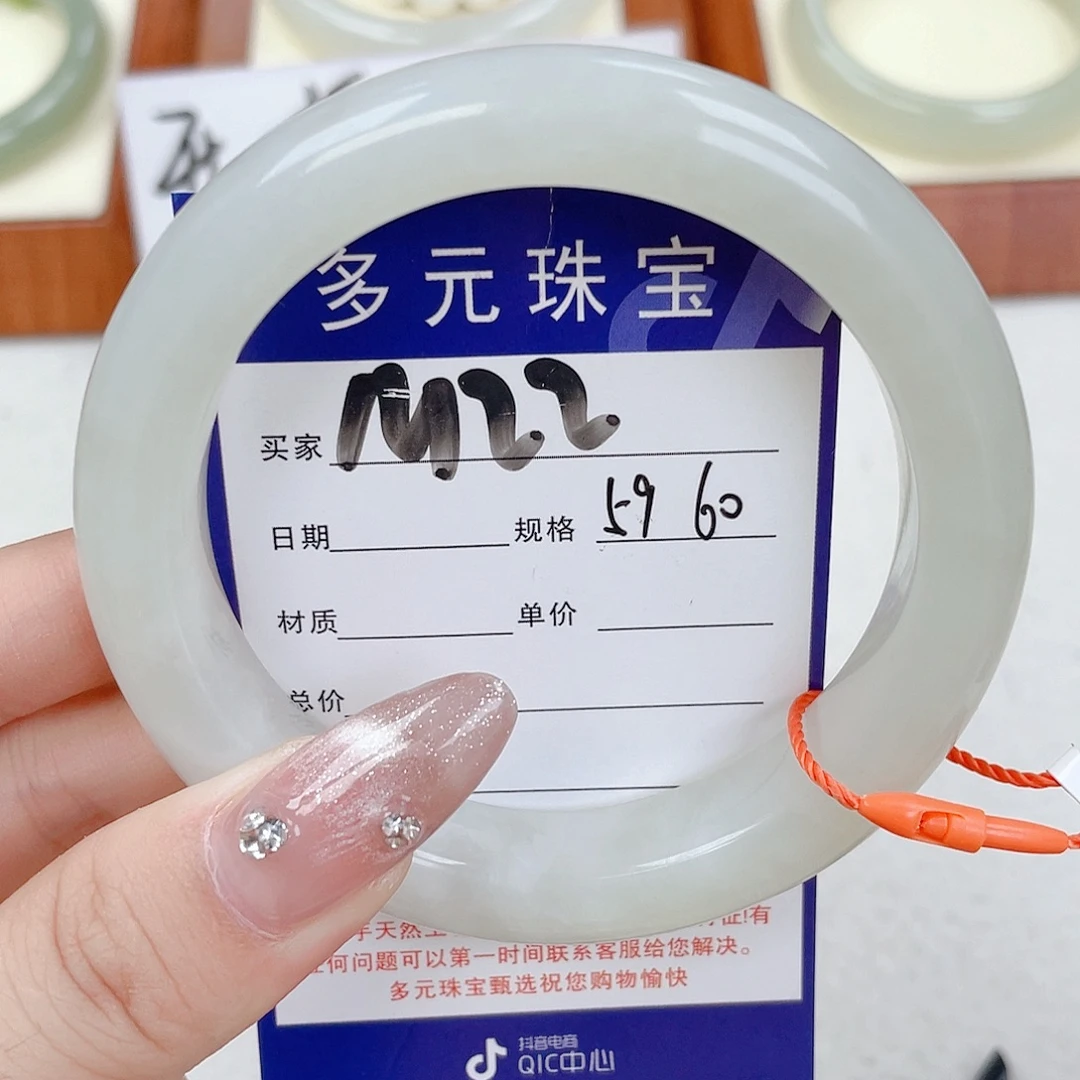 多元珠宝
买家 M22
日期 规格 59 60
材质 单价
总价
天然
何问题可以第一时间联系客服给您解决。
多元珠宝甄选祝您购物愉快
抖音电商
QIC中心